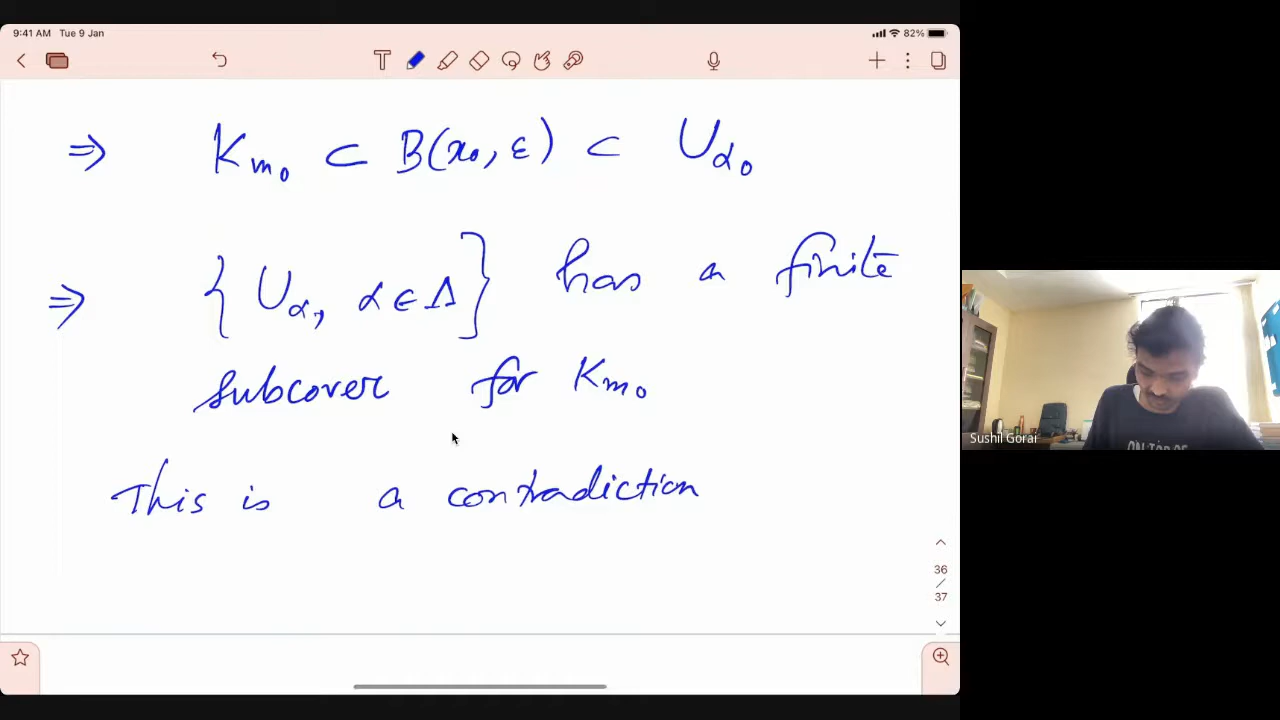 9:41 AM Tue 9 Jan
82%
T
⇒ K_{m_0} ⊂ B(x_0, ε) ⊂ U_{α_0}
⇒ { U_α, α ∈ Λ } has a finite
subcover for K_{m_0}
This is a contradiction
36
/
37
Sushil Gorai